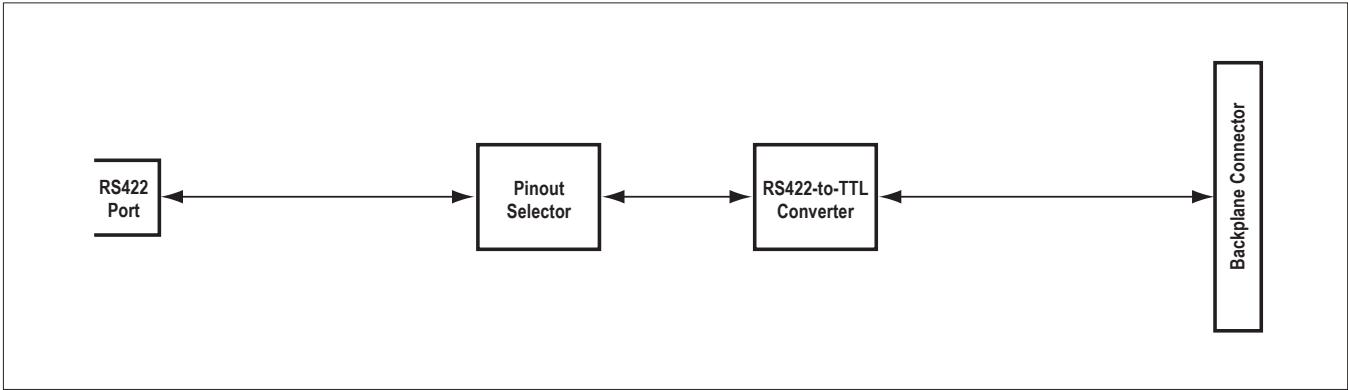 RS422
Port
Pinout
Selector
RS422-to-TTL
Converter
Backplane Connector